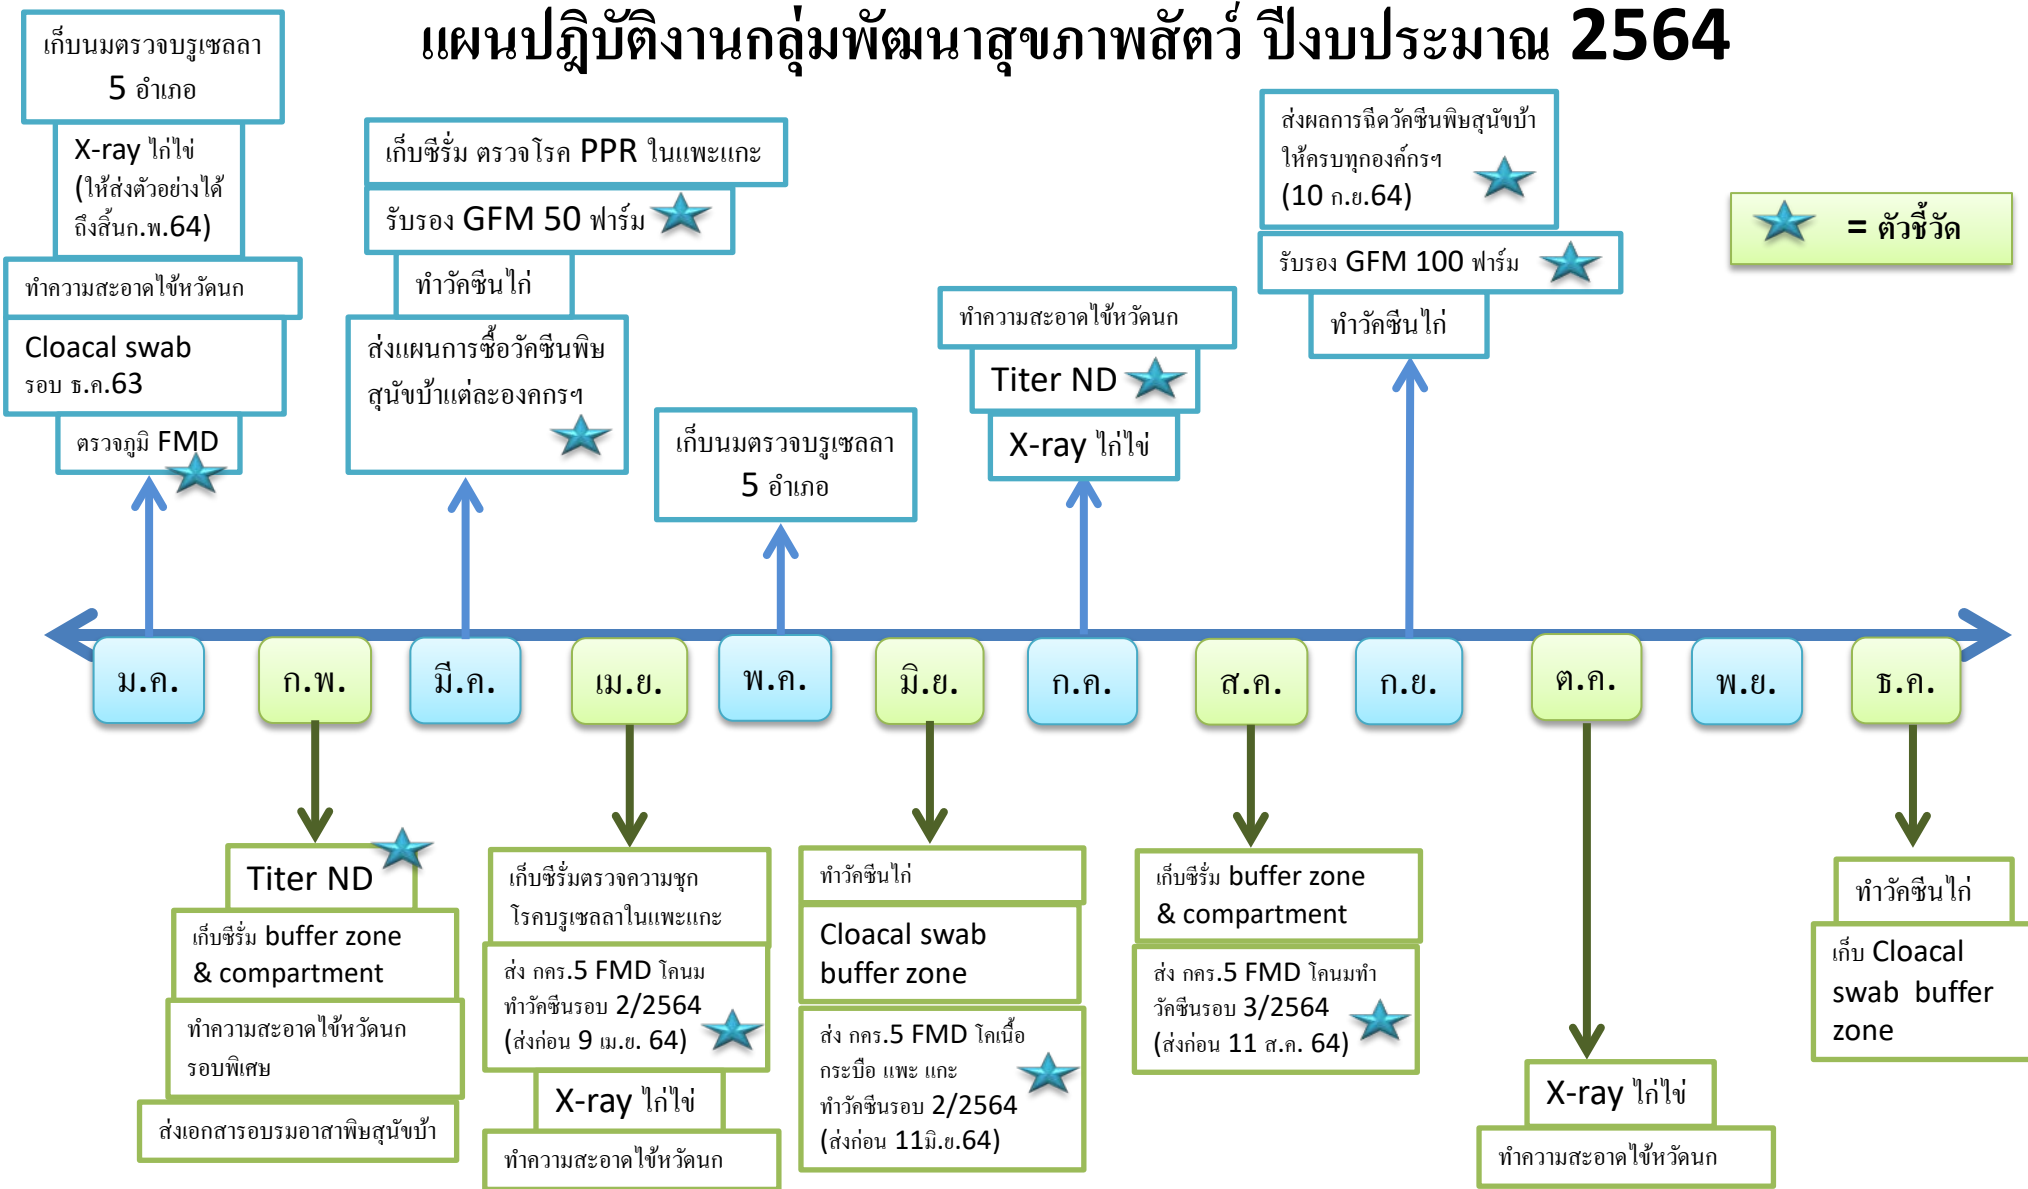 แผนปฎิบัติงานกลุ่มพัฒนาสุขภาพสัตว์ ปีงบประมาณ 2564
เก็บนมตรวจบรูเซลลา
5 อำเภอ
X-ray ไก่ไข่
(ให้ส่งตัวอย่างได้
ถึงสิ้นก.พ.64)
ทำความสะอาดไข้หวัดนก
Cloacal swab
รอบ ธ.ค.63
ตรวจภูมิ FMD
เก็บซีรั่ม ตรวจโรค PPR ในแพะแกะ
รับรอง GFM 50 ฟาร์ม
ทำวัคซีนไก่
ส่งแผนการซื้อวัคซีนพิษ
สุนัขบ้าแต่ละองคกรฯ
เก็บนมตรวจบรูเซลลา
5 อำเภอ
ทำความสะอาดไข้หวัดนก
Titer ND
X-ray ไก่ไข่
ส่งผลการฉีดวัคซีนพิษสุนัขบ้า
ให้ครบทุกองค์กรฯ
(10 ก.ย.64)
รับรอง GFM 100 ฟาร์ม
ทำวัคซีนไก่
= ตัวชี้วัด
ม.ค.
ก.พ.
มี.ค.
เม.ย.
พ.ค.
มิ.ย.
ก.ค.
ส.ค.
ก.ย.
ต.ค.
พ.ย.
ธ.ค.
Titer ND
เก็บซีรั่ม buffer zone
& compartment
ทำความสะอาดไข้หวัดนก
รอบพิเศษ
ส่งเอกสารอบรมอาสาพิษสุนัขบ้า
เก็บซีรั่มตรวจความชุก
โรคบรูเซลลาในแพะแกะ
ส่ง กคร.5 FMD โคนม
ทำวัคซีนรอบ 2/2564
(ส่งก่อน 9 เม.ย. 64)
X-ray ไก่ไข่
ทำความสะอาดไข้หวัดนก
ทำวัคซีนไก่
Cloacal swab
buffer zone
ส่ง กคร.5 FMD โคเนื้อ
กระบือ แพะ แกะ
ทำวัคซีนรอบ 2/2564
(ส่งก่อน 11มิ.ย.64)
เก็บซีรั่ม buffer zone
& compartment
ส่ง กคร.5 FMD โคนมทำ
วัคซีนรอบ 3/2564
(ส่งก่อน 11 ส.ค. 64)
X-ray ไก่ไข่
ทำความสะอาดไข้หวัดนก
ทำวัคซีนไก่
เก็บ Cloacal
swab buffer
zone